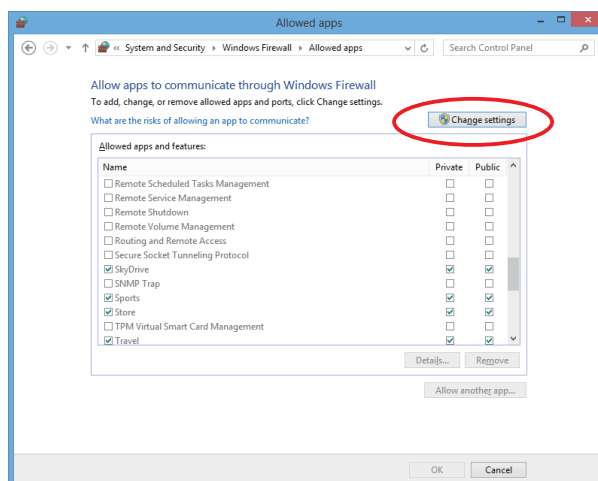 Allowed apps
« System and Security ▸ Windows Firewall ▸ Allowed apps
Search Control Panel
Allow apps to communicate through Windows Firewall
To add, change, or remove allowed apps and ports, click Change settings.
What are the risks of allowing an app to communicate?
Change settings
Allowed apps and features:
Name Private Public
Remote Scheduled Tasks Management
Remote Service Management
Remote Shutdown
Remote Volume Management
Routing and Remote Access
Secure Socket Tunneling Protocol
SkyDrive
SNMP Trap
Sports
Store
TPM Virtual Smart Card Management
Travel
Details... Remove
Allow another app...
OK Cancel